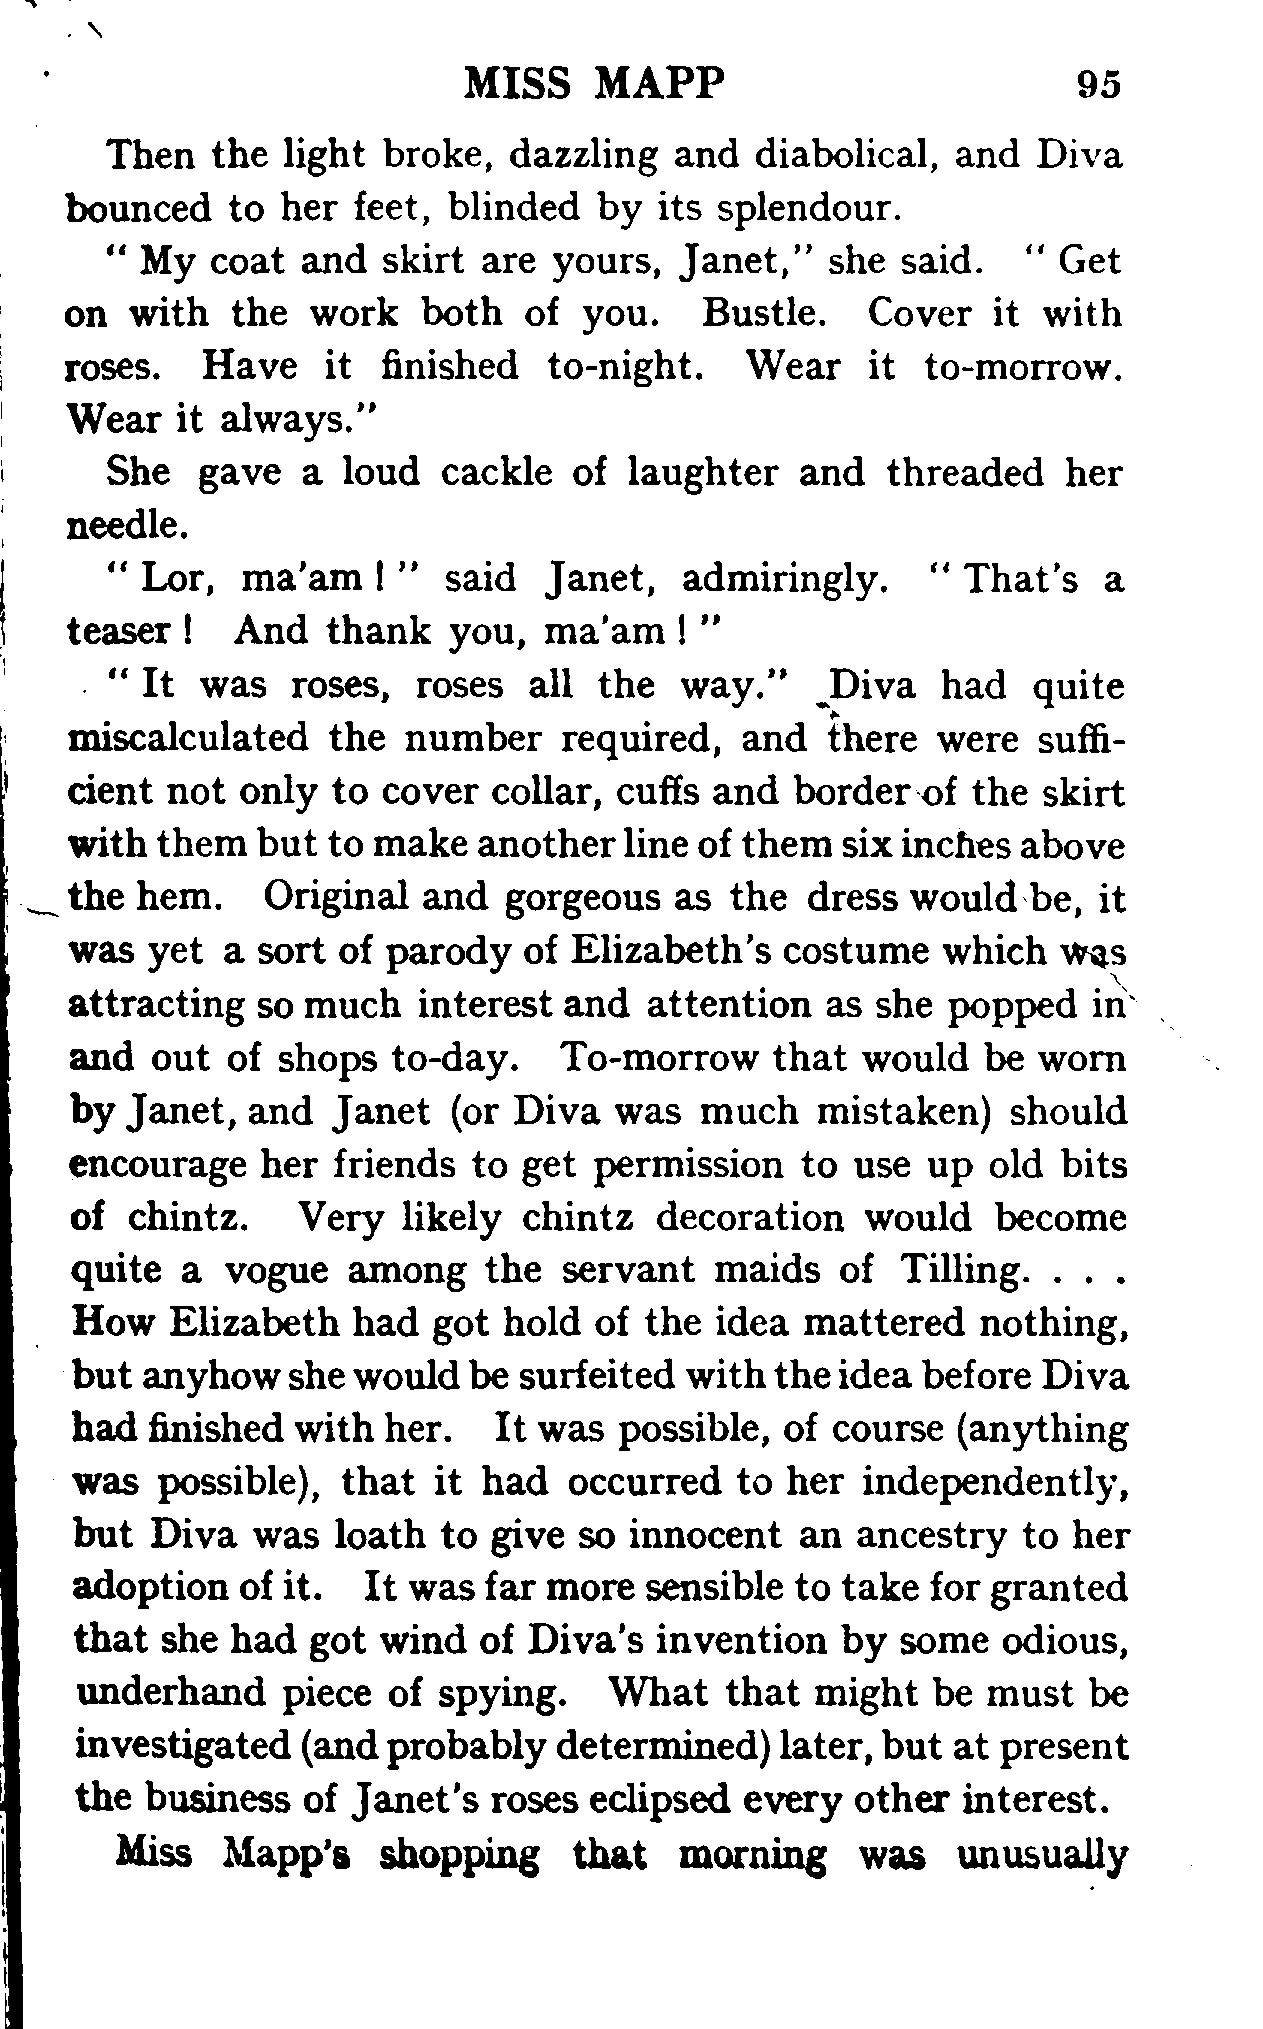 MISS MAPP 95
Then the light broke, dazzling and diabolical, and Diva
bounced to her feet, blinded by its splendour.
" My coat and skirt are yours, Janet," she said. " Get
on with the work both of you. Bustle. Cover it with
roses. Have it finished to-night. Wear it to-morrow.
Wear it always."
She gave a loud cackle of laughter and threaded her
needle.
" Lor, ma'am ! " said Janet, admiringly. " That's a
teaser ! And thank you, ma'am ! "
" It was roses, roses all the way." Diva had quite
miscalculated the number required, and there were suffi-
cient not only to cover collar, cuffs and border of the skirt
with them but to make another line of them six inches above
the hem. Original and gorgeous as the dress would be, it
was yet a sort of parody of Elizabeth's costume which was
attracting so much interest and attention as she popped in
and out of shops to-day. To-morrow that would be worn
by Janet, and Janet (or Diva was much mistaken) should
encourage her friends to get permission to use up old bits
of chintz. Very likely chintz decoration would become
quite a vogue among the servant maids of Tilling. . . .
How Elizabeth had got hold of the idea mattered nothing,
but anyhow she would be surfeited with the idea before Diva
had finished with her. It was possible, of course (anything
was possible), that it had occurred to her independently,
but Diva was loath to give so innocent an ancestry to her
adoption of it. It was far more sensible to take for granted
that she had got wind of Diva's invention by some odious,
underhand piece of spying. What that might be must be
investigated (and probably determined) later, but at present
the business of Janet's roses eclipsed every other interest.
Miss Mapp's shopping that morning was unusually